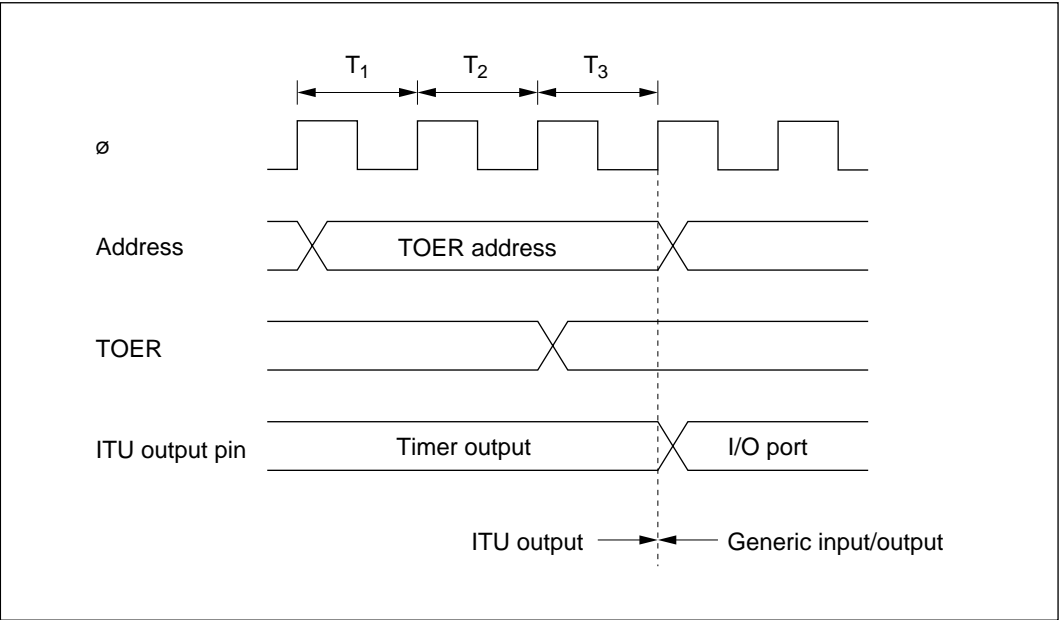 T1 T2 T3
ø
Address TOER address
TOER
ITU output pin Timer output I/O port
ITU output Generic input/output